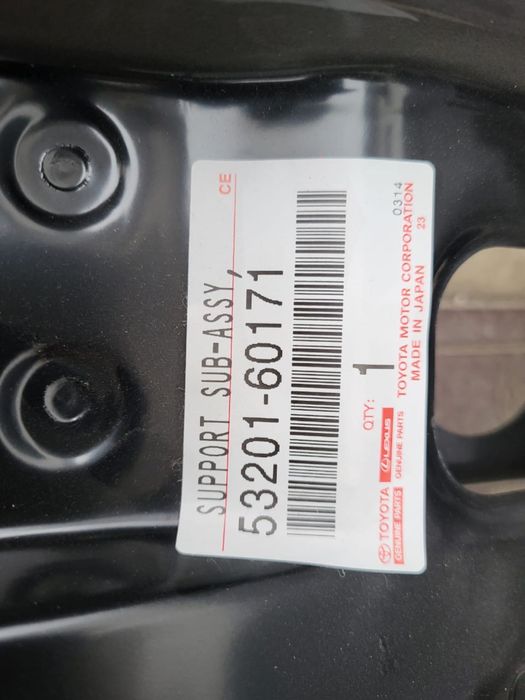 SUPPORT SUB-ASSY,
CE
53201-60171
QTY:
1
TOYOTA
GENUINE PARTS
LEXUS
GENUINE PARTS
TOYOTA MOTOR CORPORATION
MADE IN JAPAN
0314
23